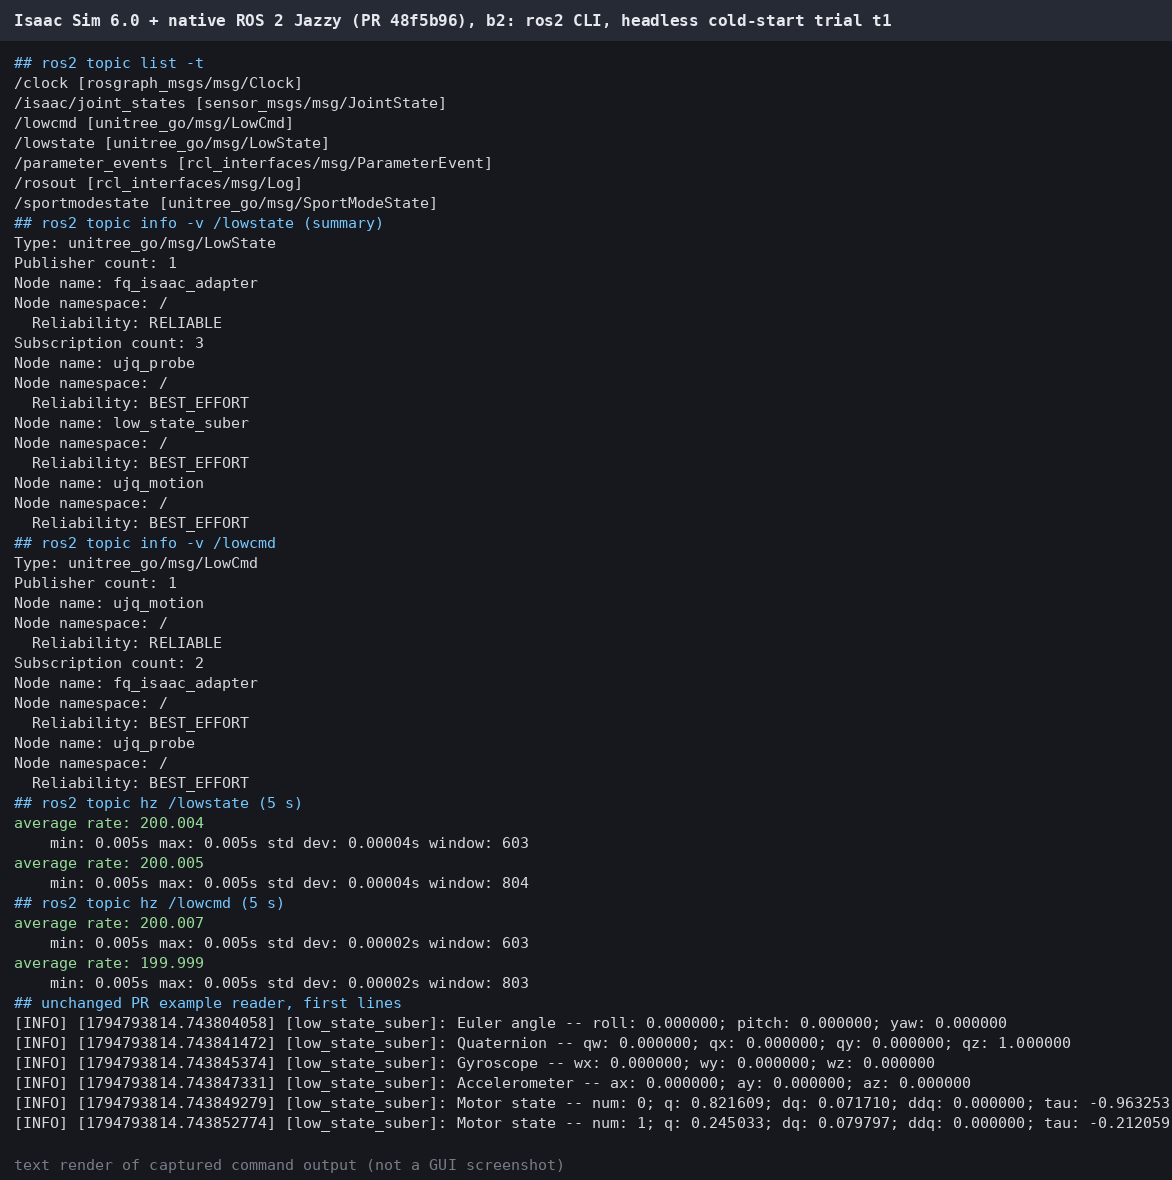 Isaac Sim 6.0 + native ROS 2 Jazzy (PR 48f5b96), b2: ros2 CLI, headless cold-start trial t1
## ros2 topic list -t
/clock [rosgraph_msgs/msg/Clock]
/isaac/joint_states [sensor_msgs/msg/JointState]
/lowcmd [unitree_go/msg/LowCmd]
/lowstate [unitree_go/msg/LowState]
/parameter_events [rcl_interfaces/msg/ParameterEvent]
/rosout [rcl_interfaces/msg/Log]
/sportmodestate [unitree_go/msg/SportModeState]
## ros2 topic info -v /lowstate (summary)
Type: unitree_go/msg/LowState
Publisher count: 1
Node name: fq_isaac_adapter
Node namespace: /
  Reliability: RELIABLE
Subscription count: 3
Node name: ujq_probe
Node namespace: /
  Reliability: BEST_EFFORT
Node name: low_state_suber
Node namespace: /
  Reliability: BEST_EFFORT
Node name: ujq_motion
Node namespace: /
  Reliability: BEST_EFFORT
## ros2 topic info -v /lowcmd
Type: unitree_go/msg/LowCmd
Publisher count: 1
Node name: ujq_motion
Node namespace: /
  Reliability: RELIABLE
Subscription count: 2
Node name: fq_isaac_adapter
Node namespace: /
  Reliability: BEST_EFFORT
Node name: ujq_probe
Node namespace: /
  Reliability: BEST_EFFORT
## ros2 topic hz /lowstate (5 s)
average rate: 200.004
    min: 0.005s max: 0.005s std dev: 0.00004s window: 603
average rate: 200.005
    min: 0.005s max: 0.005s std dev: 0.00004s window: 804
## ros2 topic hz /lowcmd (5 s)
average rate: 200.007
    min: 0.005s max: 0.005s std dev: 0.00002s window: 603
average rate: 199.999
    min: 0.005s max: 0.005s std dev: 0.00002s window: 803
## unchanged PR example reader, first lines
[INFO] [1794793814.743804058] [low_state_suber]: Euler angle -- roll: 0.000000; pitch: 0.000000; yaw: 0.000000
[INFO] [1794793814.743841472] [low_state_suber]: Quaternion -- qw: 0.000000; qx: 0.000000; qy: 0.000000; qz: 1.000000
[INFO] [1794793814.743845374] [low_state_suber]: Gyroscope -- wx: 0.000000; wy: 0.000000; wz: 0.000000
[INFO] [1794793814.743847331] [low_state_suber]: Accelerometer -- ax: 0.000000; ay: 0.000000; az: 0.000000
[INFO] [1794793814.743849279] [low_state_suber]: Motor state -- num: 0; q: 0.821609; dq: 0.071710; ddq: 0.000000; tau: -0.963253
[INFO] [1794793814.743852774] [low_state_suber]: Motor state -- num: 1; q: 0.245033; dq: 0.079797; ddq: 0.000000; tau: -0.212059
text render of captured command output (not a GUI screenshot)